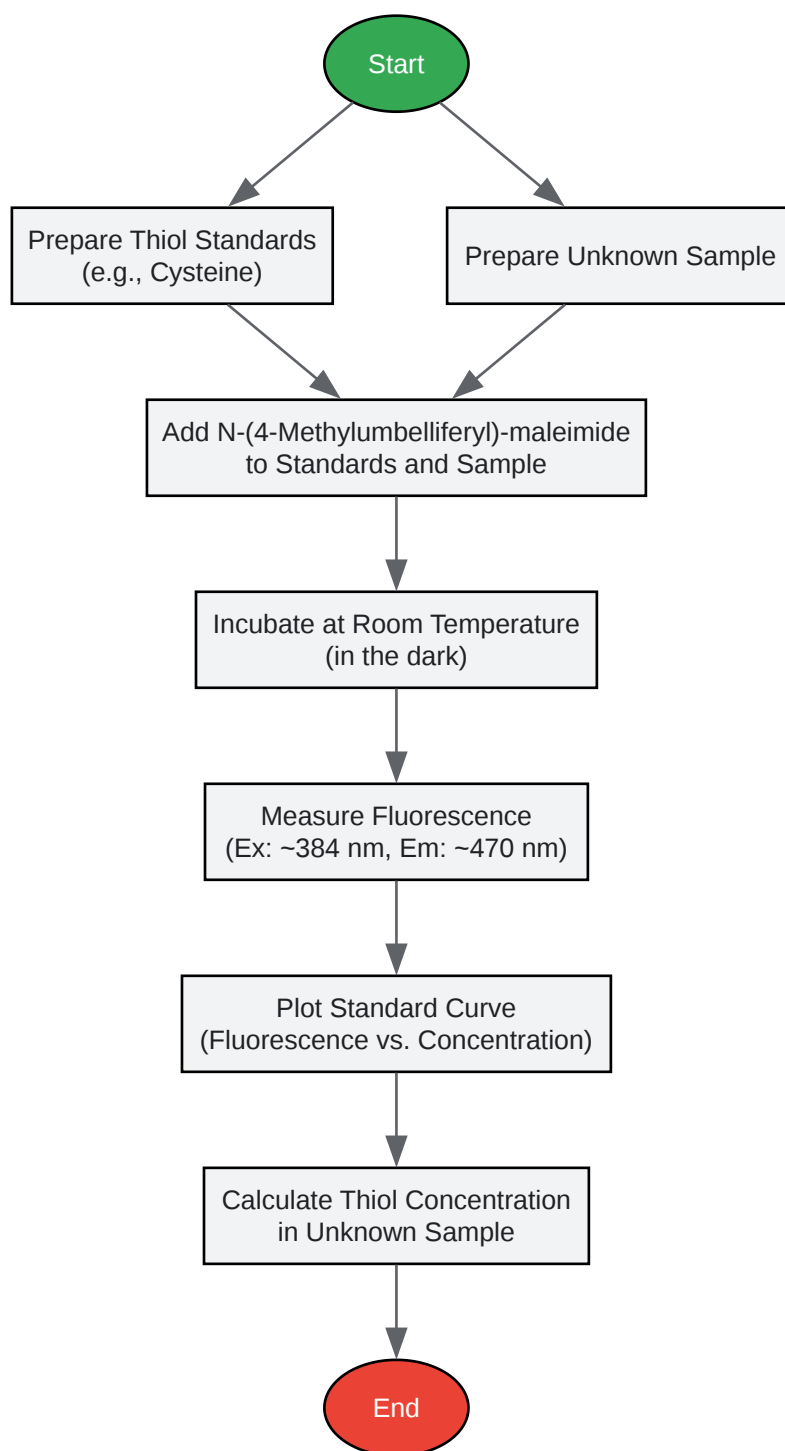 Start
Prepare Thiol Standards
(e.g., Cysteine)
Prepare Unknown Sample
Add N-(4-Methylumbelliferyl)-maleimide
to Standards and Sample
Incubate at Room Temperature
(in the dark)
Measure Fluorescence
(Ex: ~384 nm, Em: ~470 nm)
Plot Standard Curve
(Fluorescence vs. Concentration)
Calculate Thiol Concentration
in Unknown Sample
End